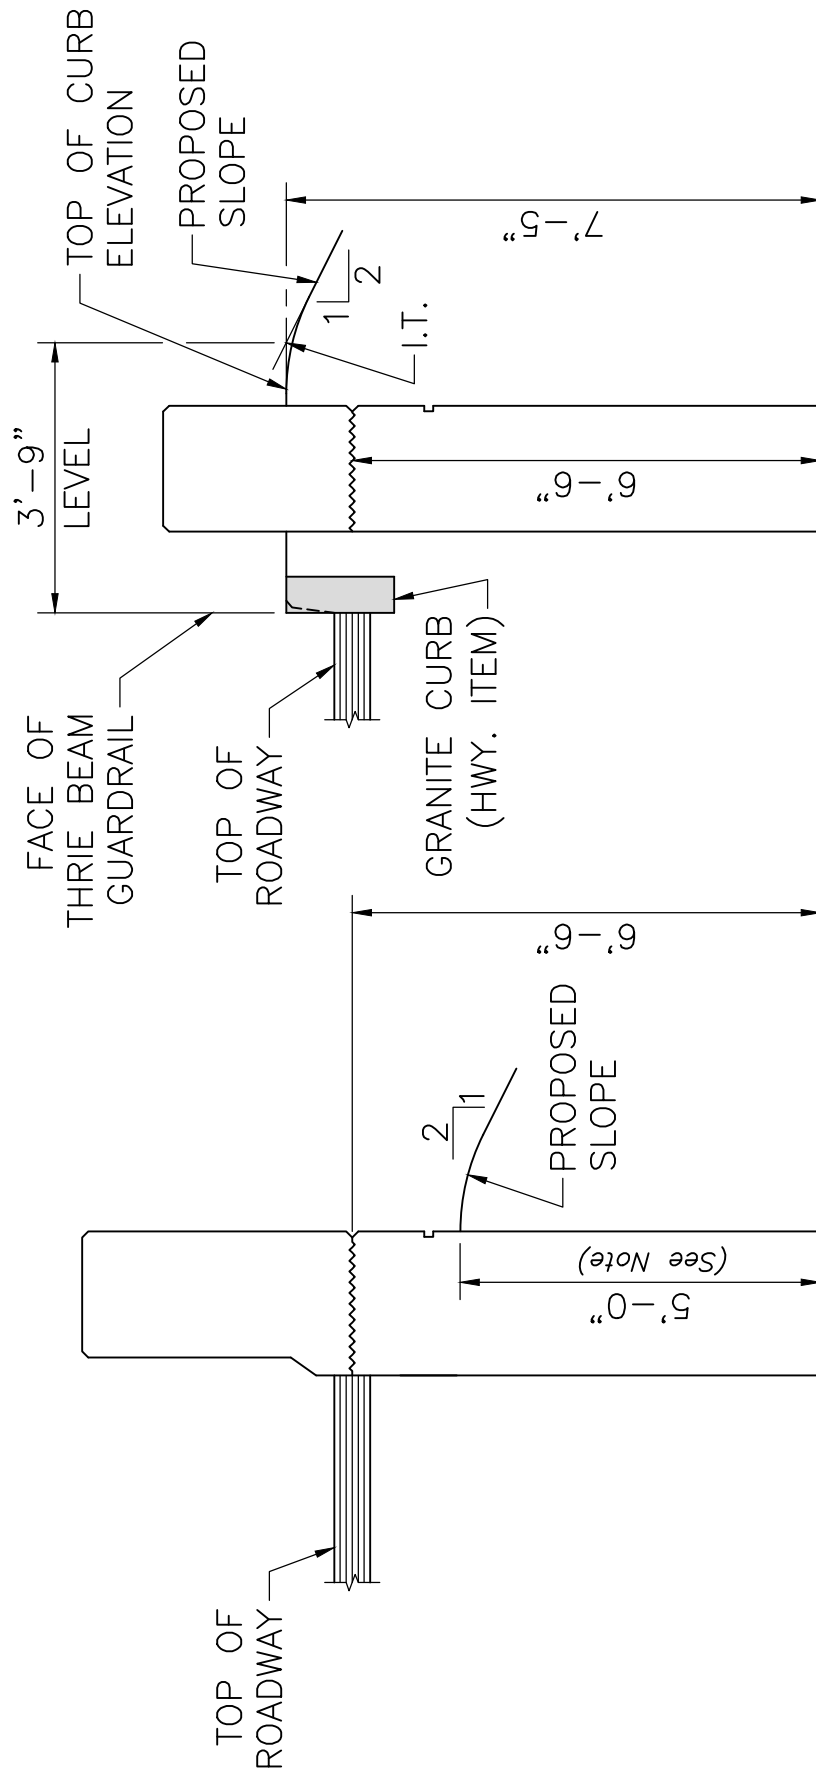 TOP OF
ROADWAY
5'-0"
(See Note)
2
1
PROPOSED
SLOPE
6'-6"
FACE OF
THRIE BEAM
GUARDRAIL
TOP OF
ROADWAY
GRANITE CURB
(HWY. ITEM)
3'-9"
LEVEL
6'-6"
I.T.
1
2
TOP OF CURB
ELEVATION
PROPOSED
SLOPE
7'-5"